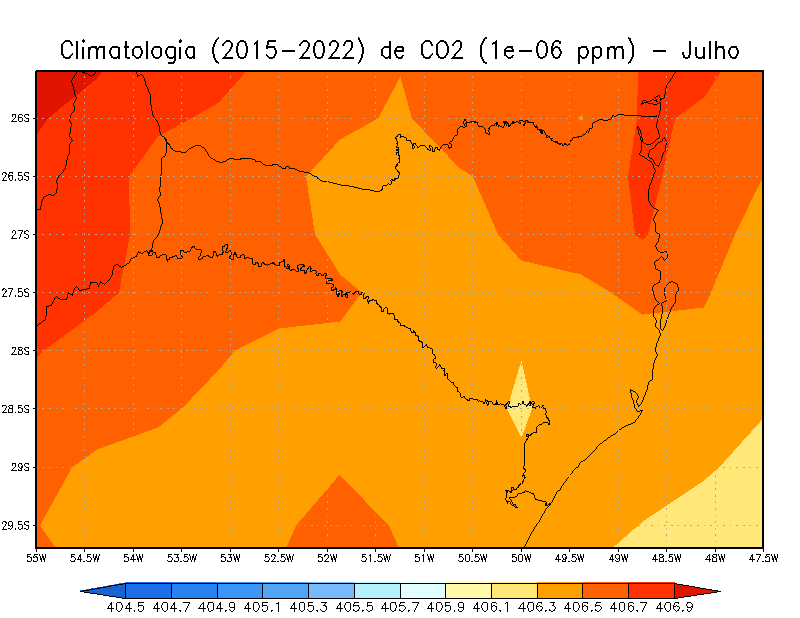 Climatologia (2015-2022) de CO2 (1e-06 ppm) - Julho
26S
26.5S
27S
27.5S
28S
28.5S
29S
29.5S
55W 54.5W 54W 53.5W 53W 52.5W 52W 51.5W 51W 50.5W 50W 49.5W 49W 48.5W 48W 47.5W
404.5 404.7 404.9 405.1 405.3 405.5 405.7 405.9 406.1 406.3 406.5 406.7 406.9